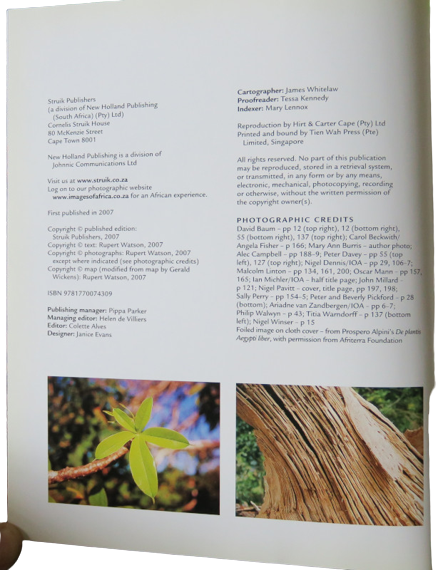 Struik Publishers
(a division of New Holland Publishing
(South Africa) (Pty) Ltd)
Cornelis Struik House
80 McKenzie Street
Cape Town 8001
New Holland Publishing is a division of
Johnnic Communications Ltd
Visit us at www.struik.co.za
Log on to our photographic website
www.imagesofafrica.co.za for an African experience.
First published in 2007
Copyright © published edition:
Struik Publishers, 2007
Copyright © text: Rupert Watson, 2007
Copyright © photographs: Rupert Watson, 2007
except where indicated (see photographic credits)
Copyright © map (modified from map by Gerald
Wickens): Rupert Watson, 2007
ISBN 9781770074309
Publishing manager: Pippa Parker
Managing editor: Helen de Villiers
Editor: Colette Alves
Designer: Janice Evans
Cartographer: James Whitelaw
Proofreader: Tessa Kennedy
Indexer: Mary Lennox
Reproduction by Hirt & Carter Cape (Pty) Ltd
Printed and bound by Tien Wah Press (Pte)
Limited, Singapore
All rights reserved. No part of this publication
may be reproduced, stored in a retrieval system,
or transmitted, in any form or by any means,
electronic, mechanical, photocopying, recording
or otherwise, without the written permission of
the copyright owner(s).
PHOTOGRAPHIC CREDITS
David Baum – pp 12 (top right), 12 (bottom right),
55 (bottom right), 137 (top right); Carol Beckwith/
Angela Fisher – p 166; Mary Ann Burris – author photo;
Alec Campbell – pp 188–9; Peter Davey – pp 55 (top
left), 127 (top right); Nigel Dennis/IOA – pp 29, 106–7;
Malcolm Linton – pp 134, 161, 200; Oscar Mann – pp 157,
165; Ian Michler/IOA – half title page; John Millard –
p 121; Nigel Pavitt – cover, title page, pp 197, 198;
Sally Perry – pp 154–5; Peter and Beverly Pickford – p 28
(bottom); Ariadne van Zandbergen/IOA – pp 6–7;
Philip Walwyn – p 43; Titia Warndorff – p 137 (bottom
left); Nigel Winser – p 15
Foiled image on cloth cover – from Prospero Alpini's De plantis
Aegypti liber, with permission from Afriterra Foundation